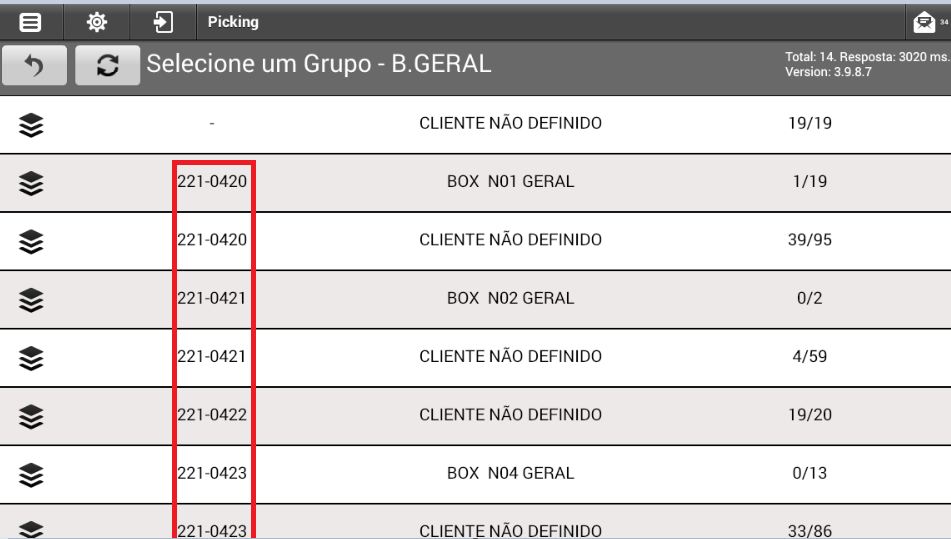 Picking
34
Selecione um Grupo - B.GERAL
Total: 14. Resposta: 3020 ms.
Version: 3.9.8.7
- CLIENTE NÃO DEFINIDO 19/19
221-0420 BOX N01 GERAL 1/19
221-0420 CLIENTE NÃO DEFINIDO 39/95
221-0421 BOX N02 GERAL 0/2
221-0421 CLIENTE NÃO DEFINIDO 4/59
221-0422 CLIENTE NÃO DEFINIDO 19/20
221-0423 BOX N04 GERAL 0/13
221-0423 CLIENTE NÃO DEFINIDO 33/86